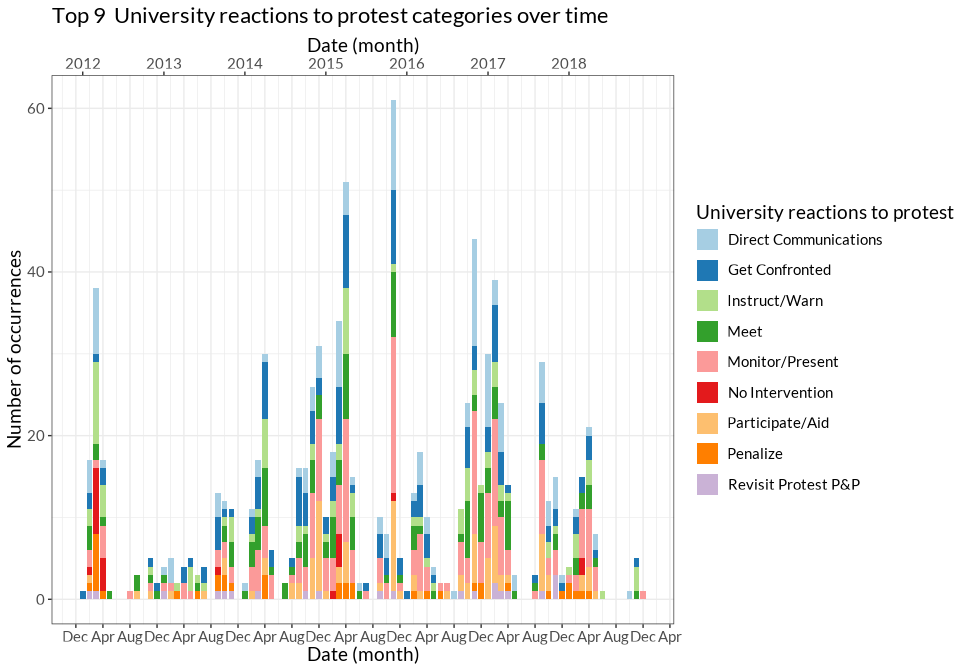 Top 9  University reactions to protest categories over time
Date (month)
2012 2013 2014 2015 2016 2017 2018
Number of occurrences
60
40
20
0
Dec Apr Aug Dec Apr Aug Dec Apr Aug Dec Apr Aug Dec Apr Aug Dec Apr Aug Dec Apr Aug Dec Apr
Date (month)
University reactions to protest
Direct Communications
Get Confronted
Instruct/Warn
Meet
Monitor/Present
No Intervention
Participate/Aid
Penalize
Revisit Protest P&P